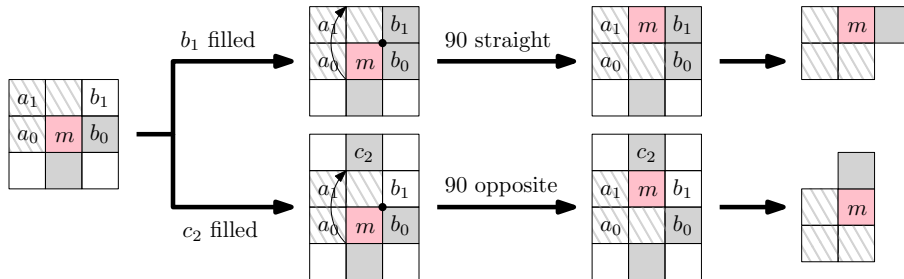 a₁ b₁
a₀ m b₀
b₁ filled
a₁ b₁
a₀ m b₀
90 straight
a₁ m b₁
a₀ b₀
m
c₂ filled
c₂
a₁ b₁
a₀ m b₀
90 opposite
c₂
a₁ m b₁
a₀ b₀
m